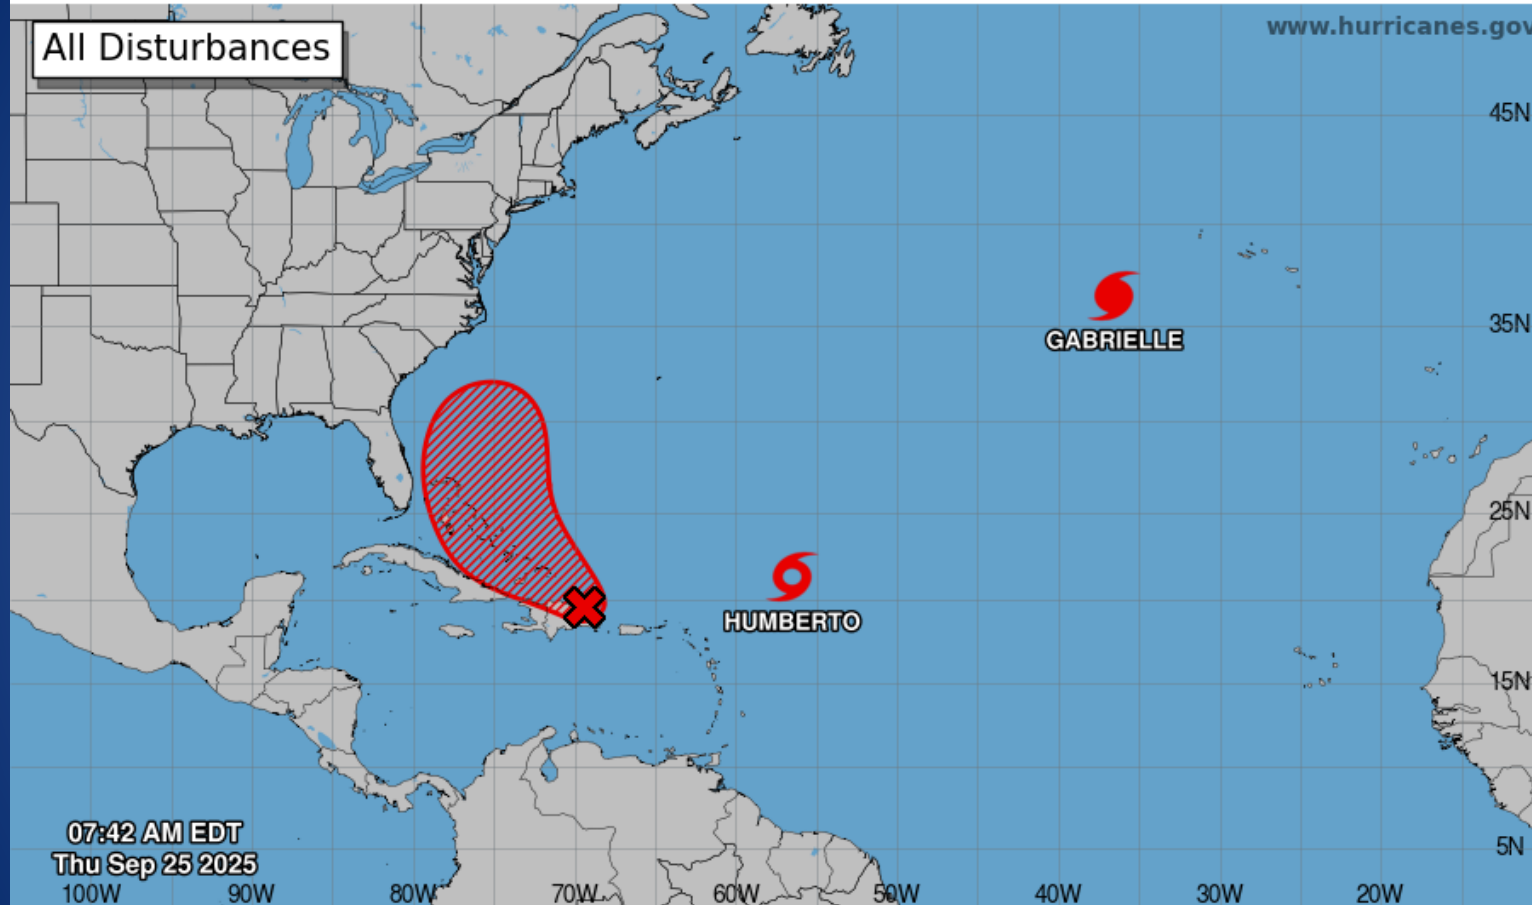 All Disturbances
www.hurricanes.gov
45N
GABRIELLE
35N
25N
HUMBERTO
15N
07:42 AM EDT
Thu Sep 25 2025
5N
100W 90W 80W 70W 60W 50W 40W 30W 20W